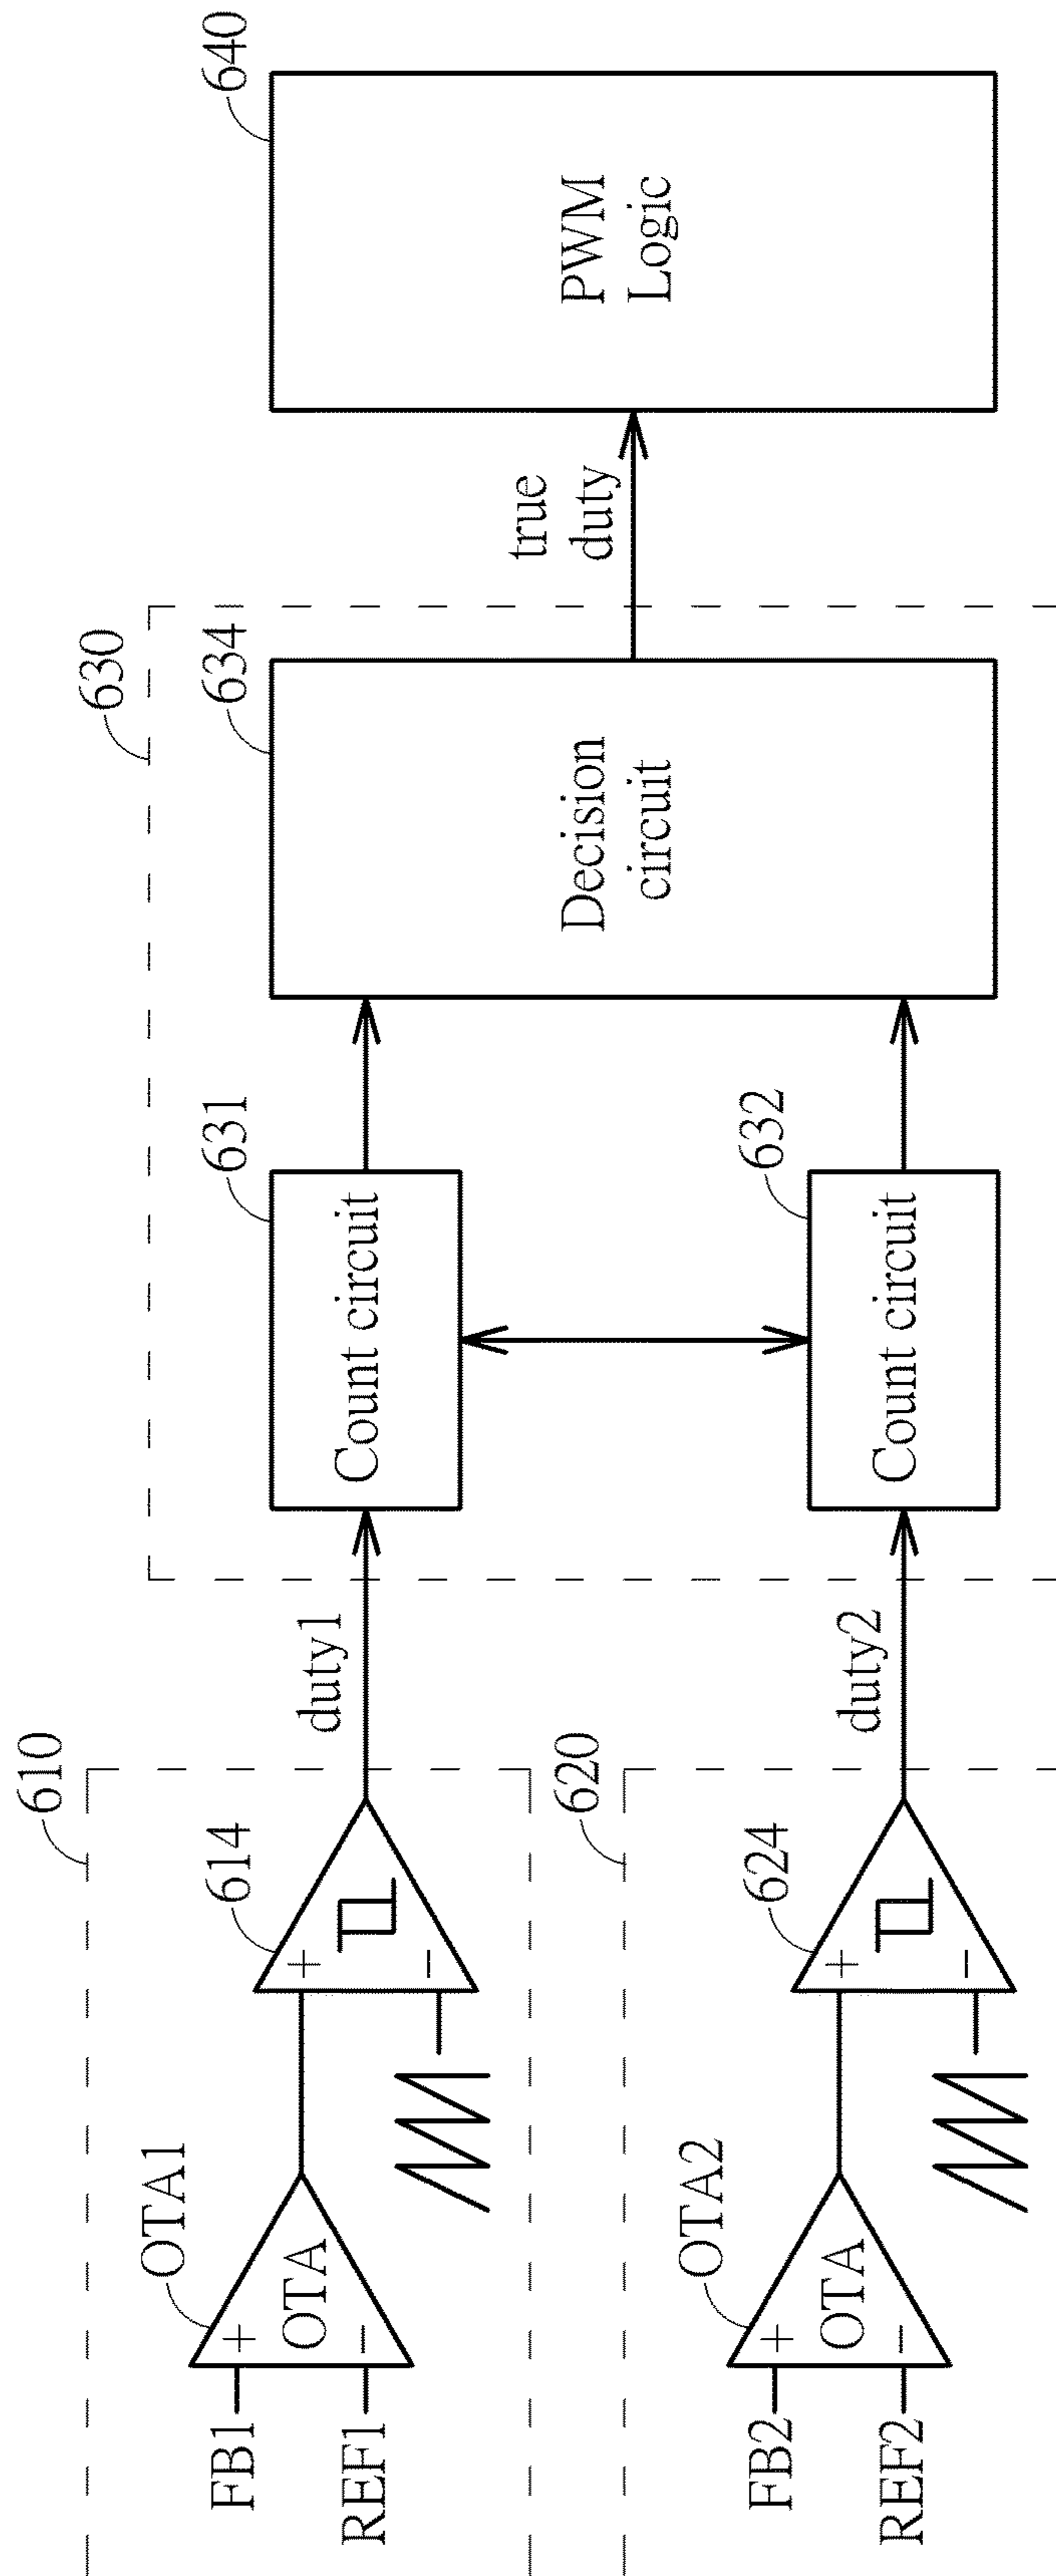 610
OTA1
614
FB1
+
OTA
−
REF1
+
−
duty1
620
OTA2
624
FB2
+
OTA
−
REF2
+
−
duty2
630
631
Count circuit
632
Count circuit
634
Decision
circuit
true
duty
640
PWM
Logic